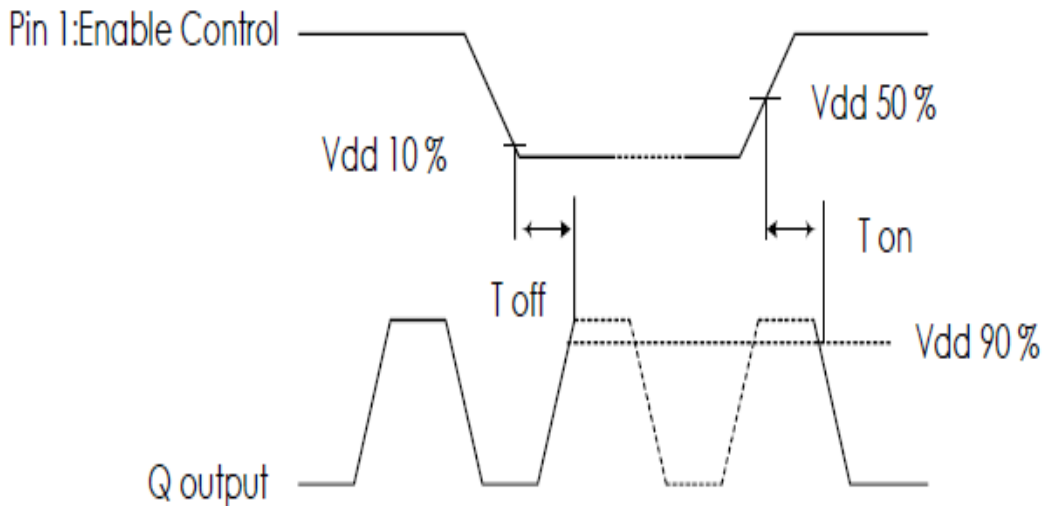 Pin 1:Enable Control
Vdd 50 %
Vdd 10 %
T on
T off
Vdd 90 %
Q output